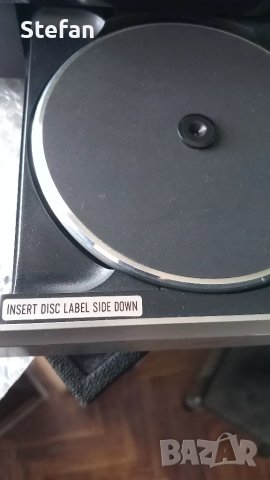 Stefan
INSERT DISC LABEL SIDE DOWN
BAZAR